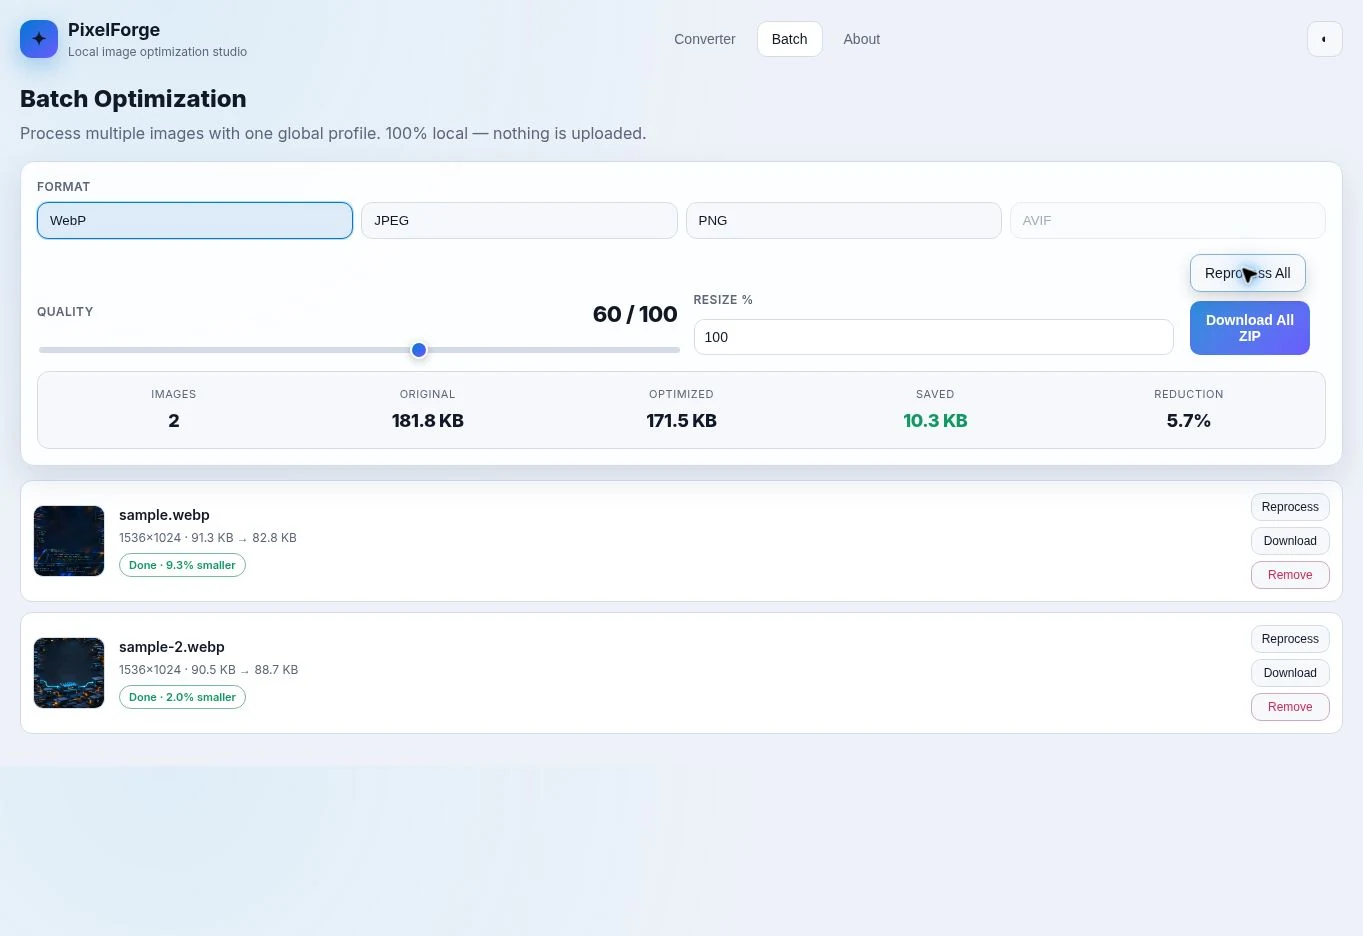 PixelForge
Local image optimization studio
Converter
Batch
About
Batch Optimization
Process multiple images with one global profile. 100% local — nothing is uploaded.
FORMAT
WebP
JPEG
PNG
AVIF
Reprocess All
QUALITY
60 / 100
RESIZE %
100
Download All
ZIP
IMAGES
2
ORIGINAL
181.8 KB
OPTIMIZED
171.5 KB
SAVED
10.3 KB
REDUCTION
5.7%
sample.webp
1536×1024 · 91.3 KB → 82.8 KB
Done · 9.3% smaller
Reprocess
Download
Remove
sample-2.webp
1536×1024 · 90.5 KB → 88.7 KB
Done · 2.0% smaller
Reprocess
Download
Remove